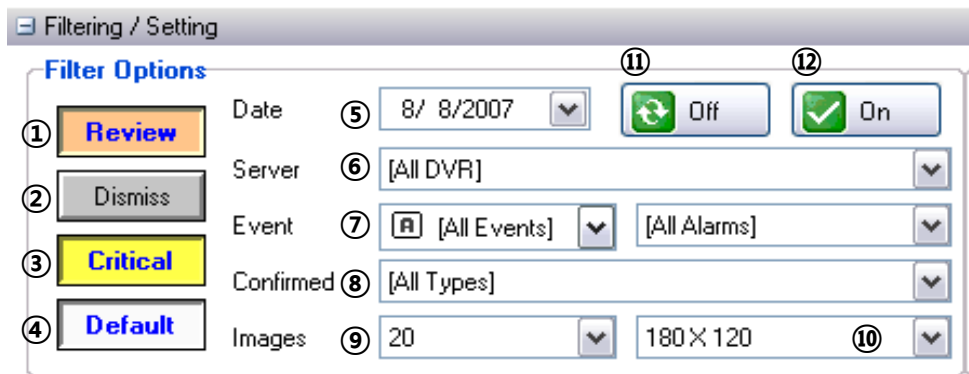 Filtering / Setting
Filter Options
⑪ ⑫
① Review
Date ⑤ 8/ 8/2007 Off On
② Dismiss
Server ⑥ [All DVR]
Event ⑦ A [All Events] [All Alarms]
③ Critical
Confirmed ⑧ [All Types]
④ Default
Images ⑨ 20 180 X 120 ⑩